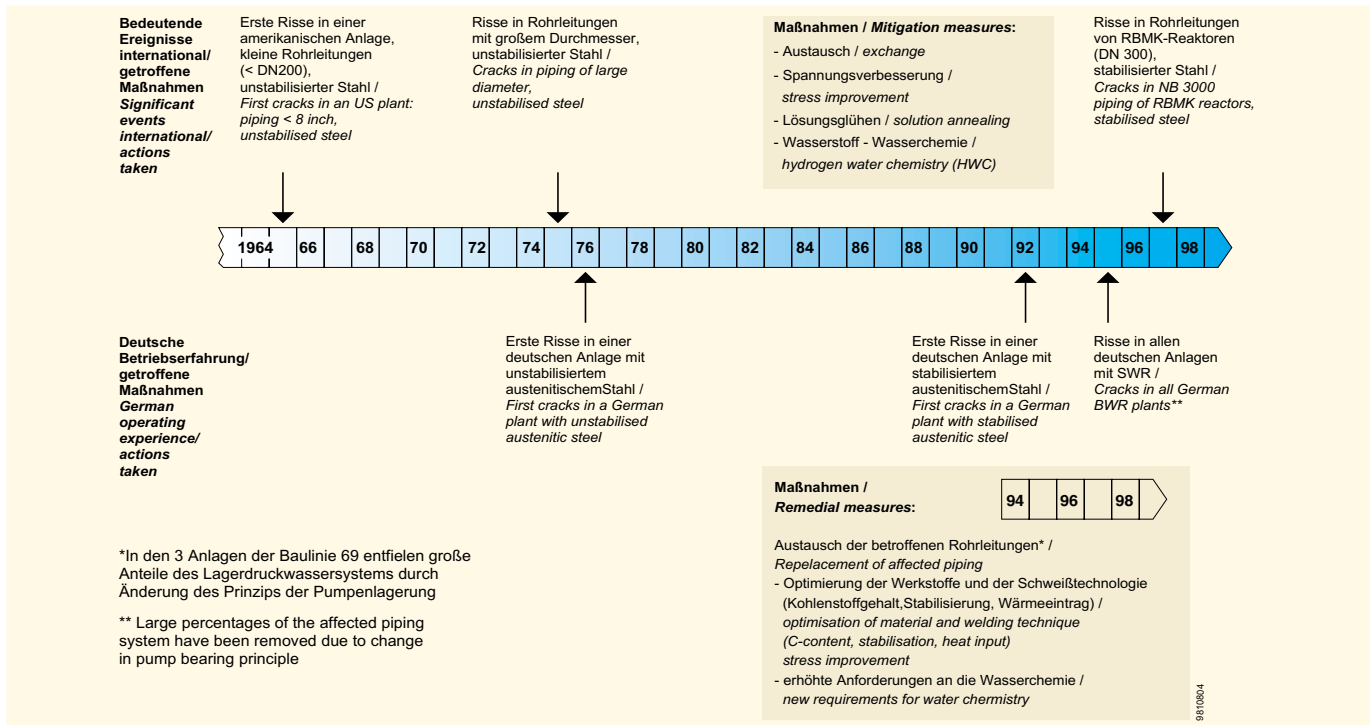 Bedeutende
Ereignisse
international/
getroffene
Maßnahmen
Significant
events
international/
actions
taken
Erste Risse in einer
amerikanischen Anlage,
kleine Rohrleitungen
(< DN200),
unstabilisierter Stahl /
First cracks in an US plant:
piping < 8 inch,
unstabilised steel
Risse in Rohrleitungen
mit großem Durchmesser,
unstabilisierter Stahl /
Cracks in piping of large
diameter,
unstabilised steel
Maßnahmen / Mitigation measures:
- Austausch / exchange
- Spannungsverbesserung /
stress improvement
- Lösungsglühen / solution annealing
- Wasserstoff - Wasserchemie /
hydrogen water chemistry (HWC)
Risse in Rohrleitungen
von RBMK-Reaktoren
(DN 300),
stabilisierter Stahl /
Cracks in NB 3000
piping of RBMK reactors,
stabilised steel
1964 66 68 70 72 74 76 78 80 82 84 86 88 90 92 94 96 98
Deutsche
Betriebserfahrung/
getroffene
Maßnahmen
German
operating
experience/
actions
taken
Erste Risse in einer
deutschen Anlage mit
unstabilisiertem
austenitischemStahl /
First cracks in a German
plant with unstabilised
austenitic steel
Erste Risse in einer
deutschen Anlage mit
stabilisiertem
austenitischemStahl /
First cracks in a German
plant with stabilised
austenitic steel
Risse in allen
deutschen Anlagen
mit SWR /
Cracks in all German
BWR plants**
Maßnahmen /
Remedial measures:
94 96 98
Austausch der betroffenen Rohrleitungen* /
Repelacement of affected piping
- Optimierung der Werkstoffe und der Schweißtechnologie
(Kohlenstoffgehalt,Stabilisierung, Wärmeeintrag) /
optimisation of material and welding technique
(C-content, stabilisation, heat input)
stress improvement
- erhöhte Anforderungen an die Wasserchemie /
new requirements for water chermistry
*In den 3 Anlagen der Baulinie 69 entfielen große
Anteile des Lagerdruckwassersystems durch
Änderung des Prinzips der Pumpenlagerung
** Large percentages of the affected piping
system have been removed due to change
in pump bearing principle
9810804